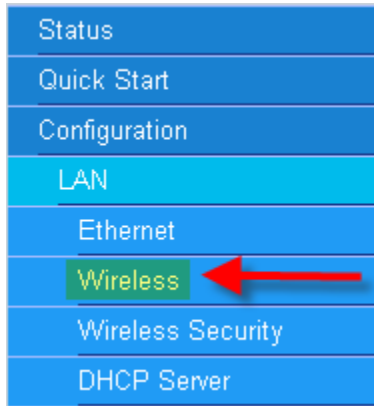 Status
Quick Start
Configuration
LAN
Ethernet
Wireless
Wireless Security
DHCP Server